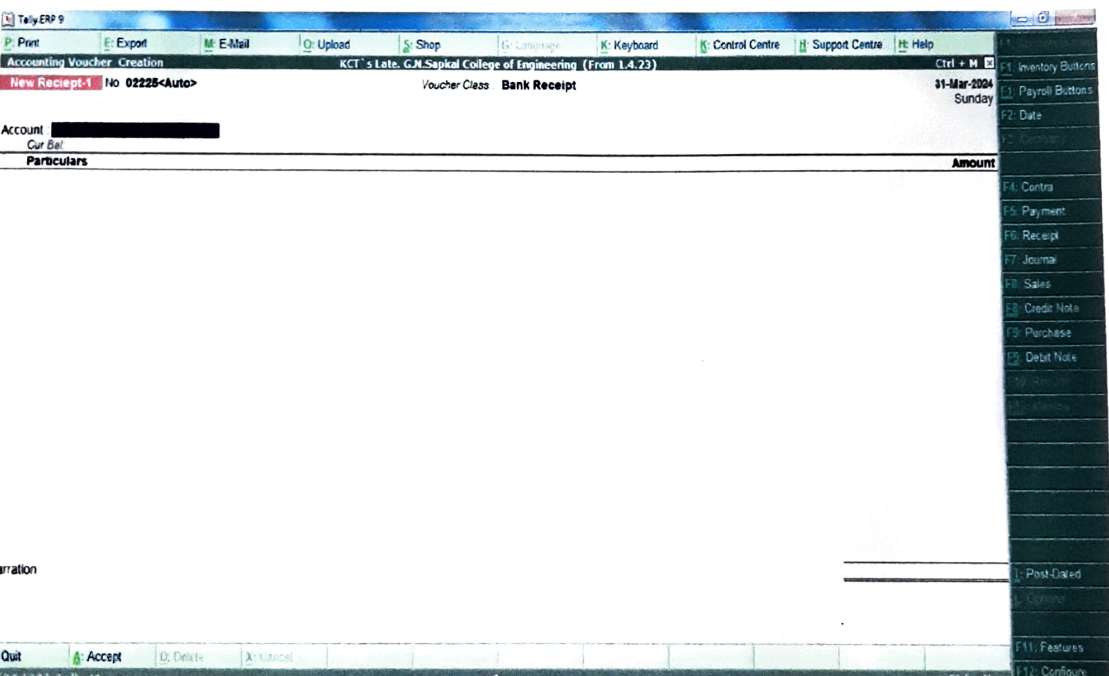 Tally.ERP 9
P: Print E: Export M: E-Mail O: Upload S: Shop G: Language K: Keyboard K: Control Centre H: Support Centre H: Help
Accounting Voucher Creation KCT`s Late. G.N.Sapkal College of Engineering (From 1.4.23) Ctrl + M
F1: Inventory Buttons
New Reciept-1 No 02225<Auto> Voucher Class Bank Receipt 31-Mar-2024
F1: Payroll Buttons
Sunday
F2: Date
Account
Cur Bal:
Particulars Amount
F4: Contra
F5: Payment
F6: Receipt
F7: Journal
F8: Sales
F8: Credit Note
F9: Purchase
F9: Debit Note
arration
T: Post-Dated
L: Options
Quit A: Accept D: Delete X: Cancel
F11: Features
F12: Configure